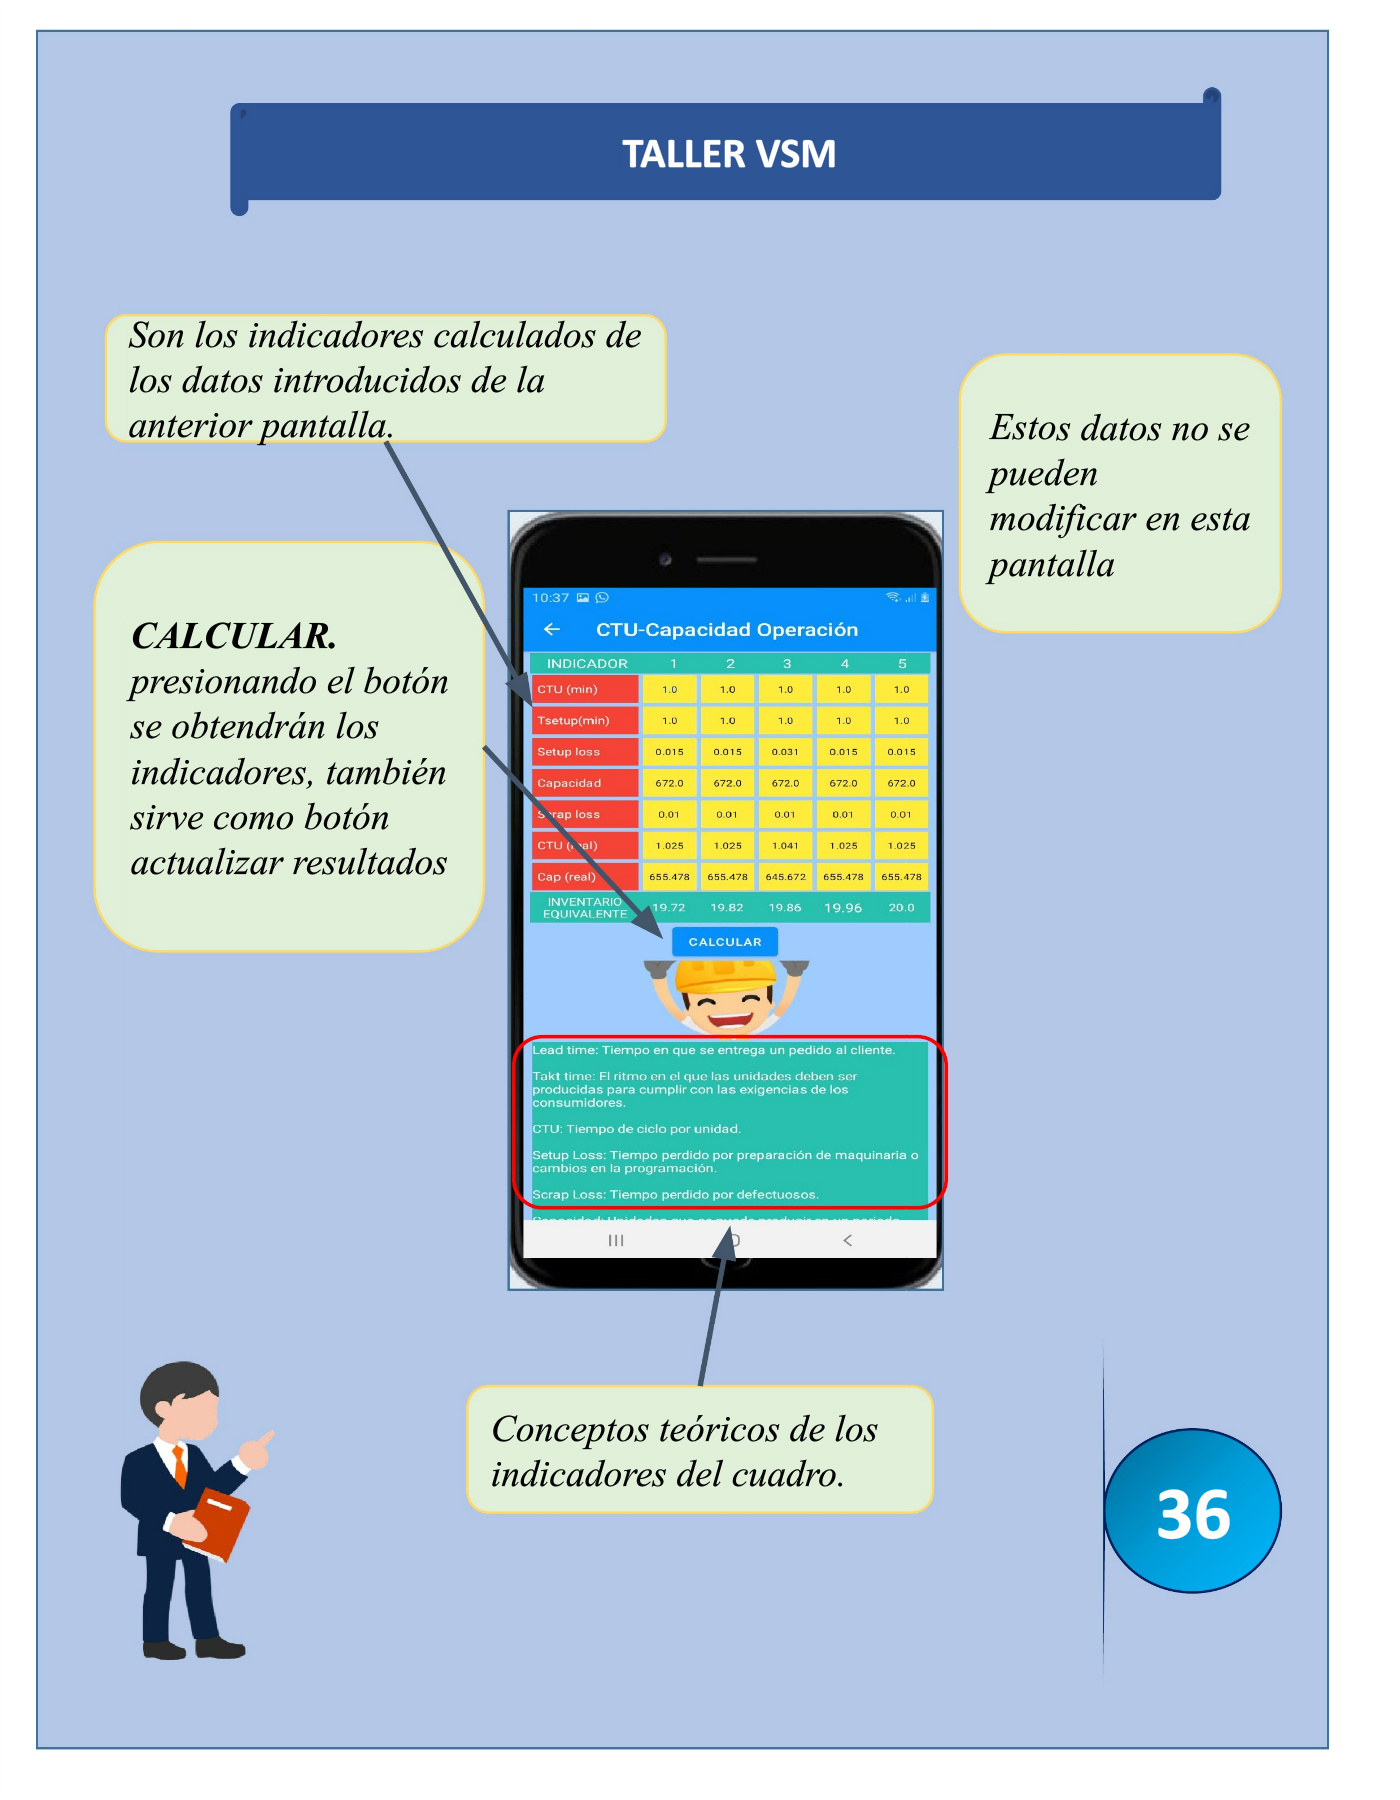 TALLER VSM
Son los indicadores calculados de
los datos introducidos de la
anterior pantalla.
Estos datos no se
pueden
modificar en esta
pantalla
CALCULAR.
presionando el botón
se obtendrán los
indicadores, también
sirve como botón
actualizar resultados
10:37
CTU-Capacidad Operación
INDICADOR 1 2 3 4 5
CTU (min) 1.0 1.0 1.0 1.0 1.0
Tsetup(min) 1.0 1.0 1.0 1.0 1.0
Setup loss 0.015 0.015 0.031 0.015 0.015
Capacidad 672.0 672.0 672.0 672.0 672.0
Scrap loss 0.01 0.01 0.01 0.01 0.01
CTU (real) 1.025 1.025 1.041 1.025 1.025
Cap (real) 655.478 655.478 645.672 655.478 655.478
INVENTARIO
EQUIVALENTE 19.72 19.82 19.86 19.96 20.0
CALCULAR
Lead time: Tiempo en que se entrega un pedido al cliente.
Takt time: El ritmo en el que las unidades deben ser
producidas para cumplir con las exigencias de los
consumidores.
CTU: Tiempo de ciclo por unidad.
Setup Loss: Tiempo perdido por preparación de maquinaria o
cambios en la programación.
Scrap Loss: Tiempo perdido por defectuosos.
Conceptos teóricos de los
indicadores del cuadro.
36